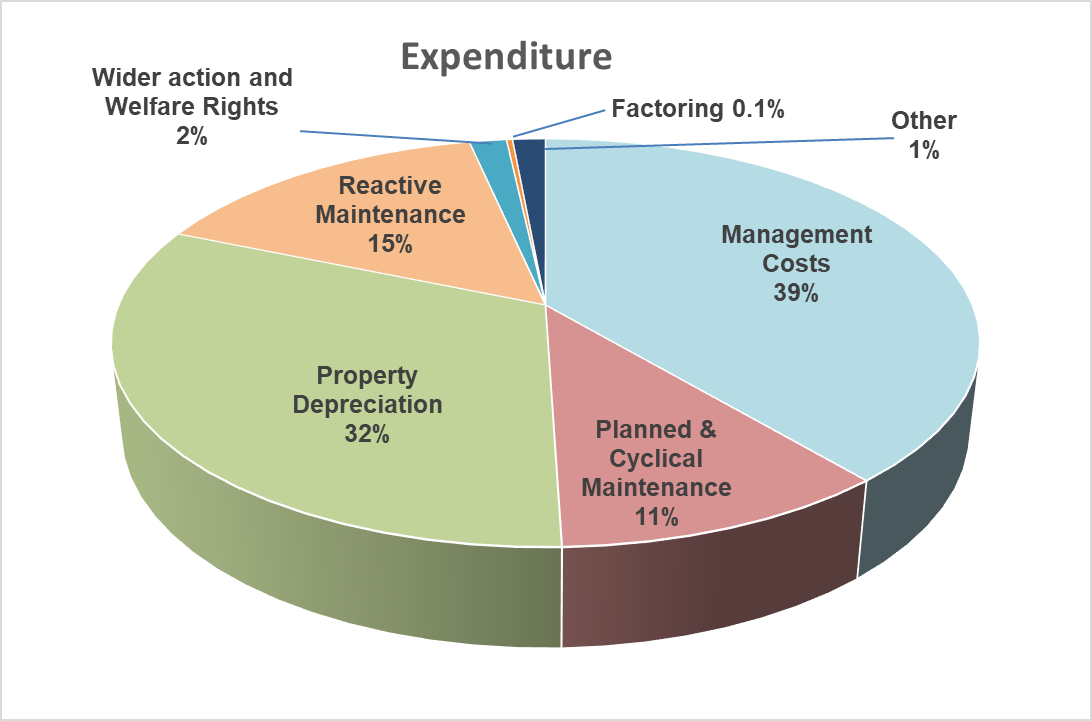 Expenditure
Wider action and
Welfare Rights
2%
Factoring 0.1%
Other
1%
Reactive
Maintenance
15%
Management
Costs
39%
Property
Depreciation
32%
Planned &
Cyclical
Maintenance
11%